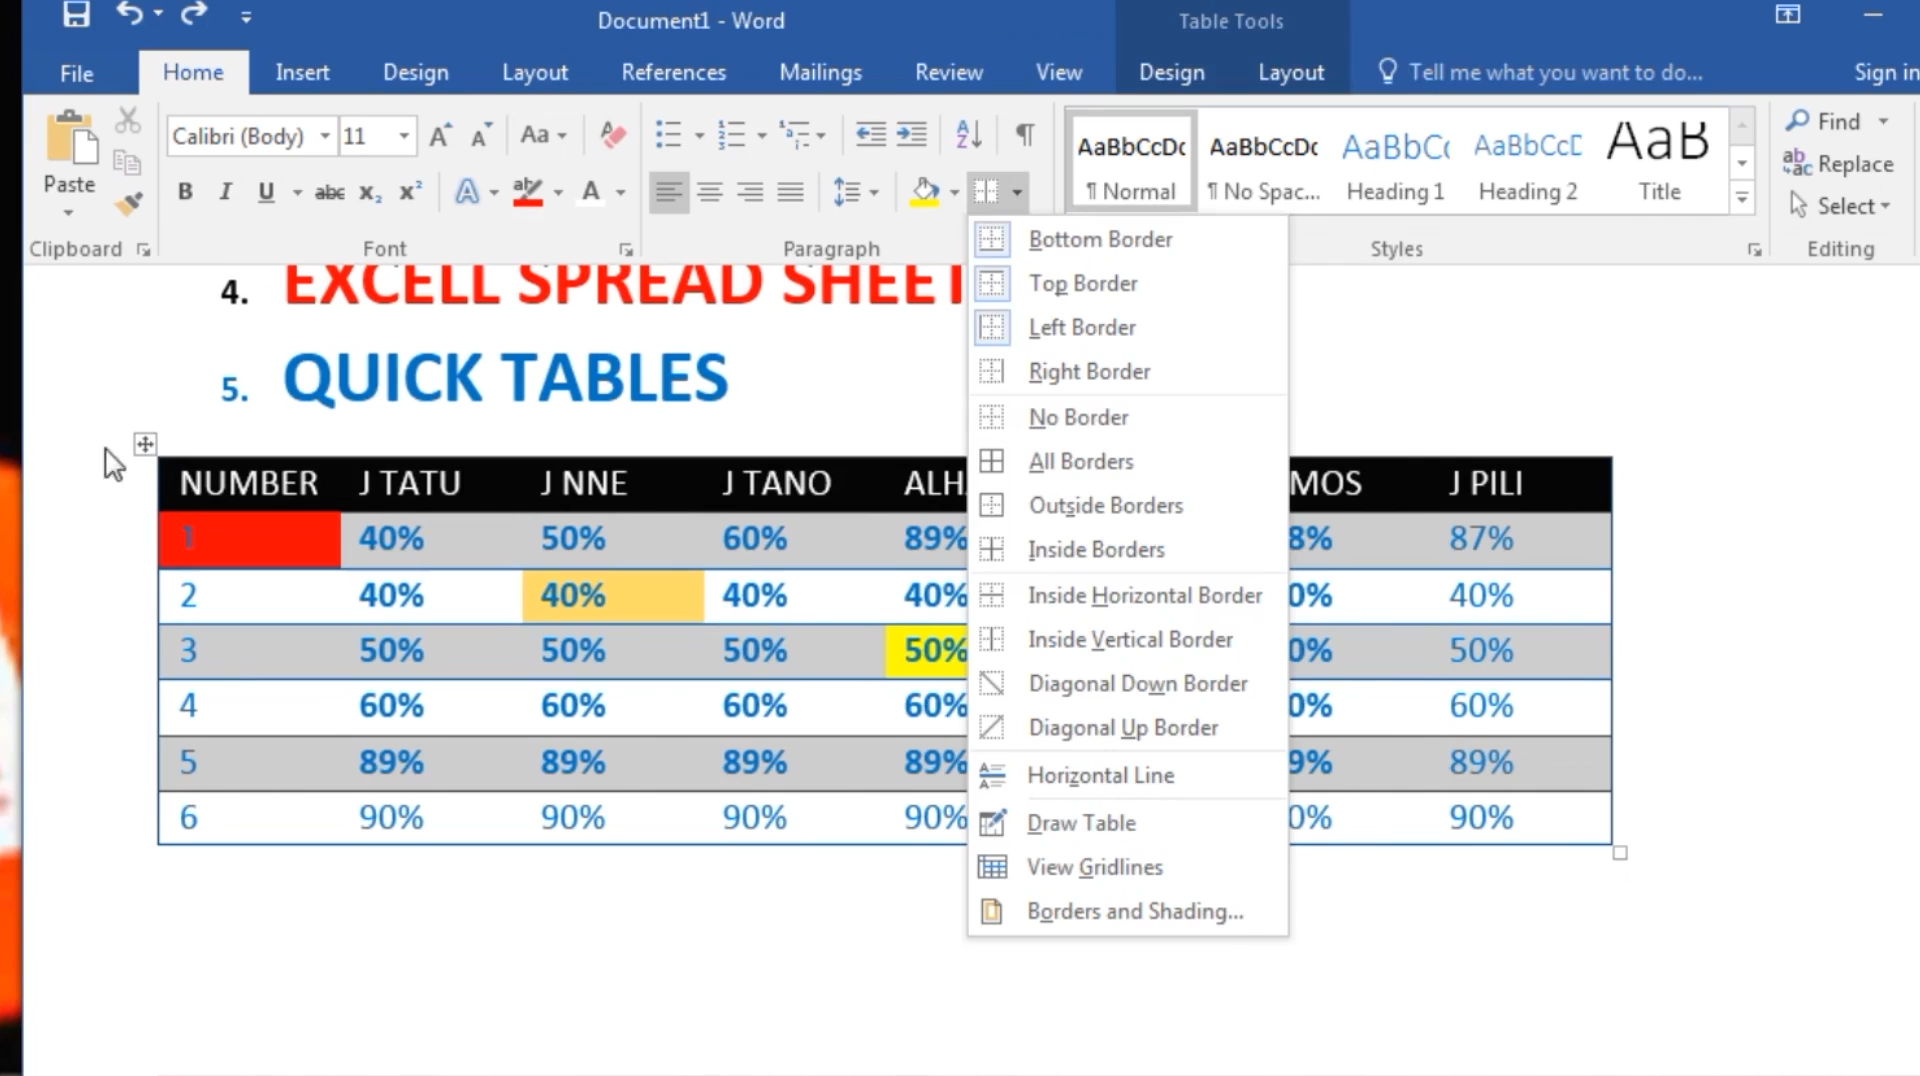 Document1 - Word
Table Tools
File Home Insert Design Layout References Mailings Review View Design Layout Tell me what you want to do... Sign in
Calibri (Body) 11 Aa
Paste
B I U abc X₂ X² A ab A
AaBbCcDc AaBbCcDc AaBbCc AaBbCcD AaB
¶ Normal ¶ No Spac... Heading 1 Heading 2 Title
Find
Replace
Select
Clipboard Font Paragraph Styles Editing
4. EXCELL SPREAD SHEET
5. QUICK TABLES
Bottom Border
Top Border
Left Border
Right Border
No Border
All Borders
Outside Borders
Inside Borders
Inside Horizontal Border
Inside Vertical Border
Diagonal Down Border
Diagonal Up Border
Horizontal Line
Draw Table
View Gridlines
Borders and Shading...
NUMBER J TATU J NNE J TANO ALH MOS J PILI
1 40% 50% 60% 89% 8% 87%
2 40% 40% 40% 40% 0% 40%
3 50% 50% 50% 50% 0% 50%
4 60% 60% 60% 60% 0% 60%
5 89% 89% 89% 89% 9% 89%
6 90% 90% 90% 90% 0% 90%